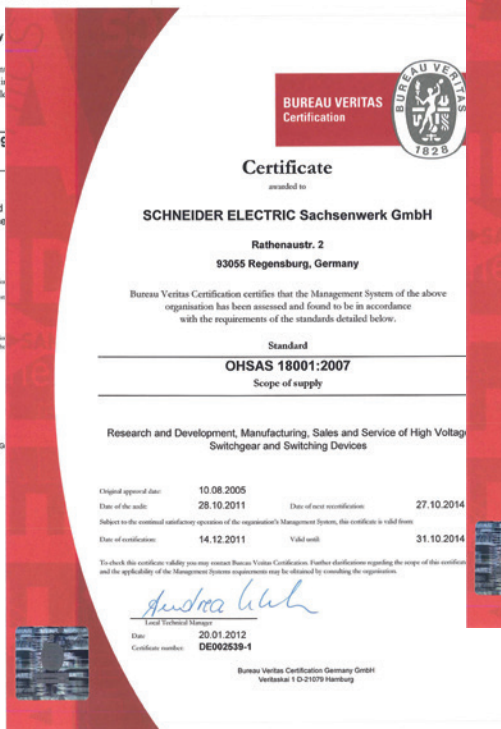 BUREAU VERITAS
Certification
BUREAU VERITAS
1828
Certificate
awarded to
SCHNEIDER ELECTRIC Sachsenwerk GmbH
Rathenaustr. 2
93055 Regensburg, Germany
Bureau Veritas Certification certifies that the Management System of the above
organisation has been assessed and found to be in accordance
with the requirements of the standards detailed below.
Standard
OHSAS 18001:2007
Scope of supply
Research and Development, Manufacturing, Sales and Service of High Voltag
Switchgear and Switching Devices
Original approval date: 10.08.2005
Date of the audit: 28.10.2011 Date of next recertification: 27.10.2014
Subject to the continual satisfactory operation of the organisation's Management System, this certificate is valid from:
Date of certification: 14.12.2011 Valid until: 31.10.2014
To check this certificate validity you may contact Bureau Veritas Certification. Further clarifications regarding the scope of this certificat
and the applicability of the Management Systems requirements may be obtained by consulting the organisation.
Local Technical Manager
Date 20.01.2012
Certificate number: DE002539-1
Bureau Veritas Certification Germany GmbH
Veritaskai 1 D-21079 Hamburg